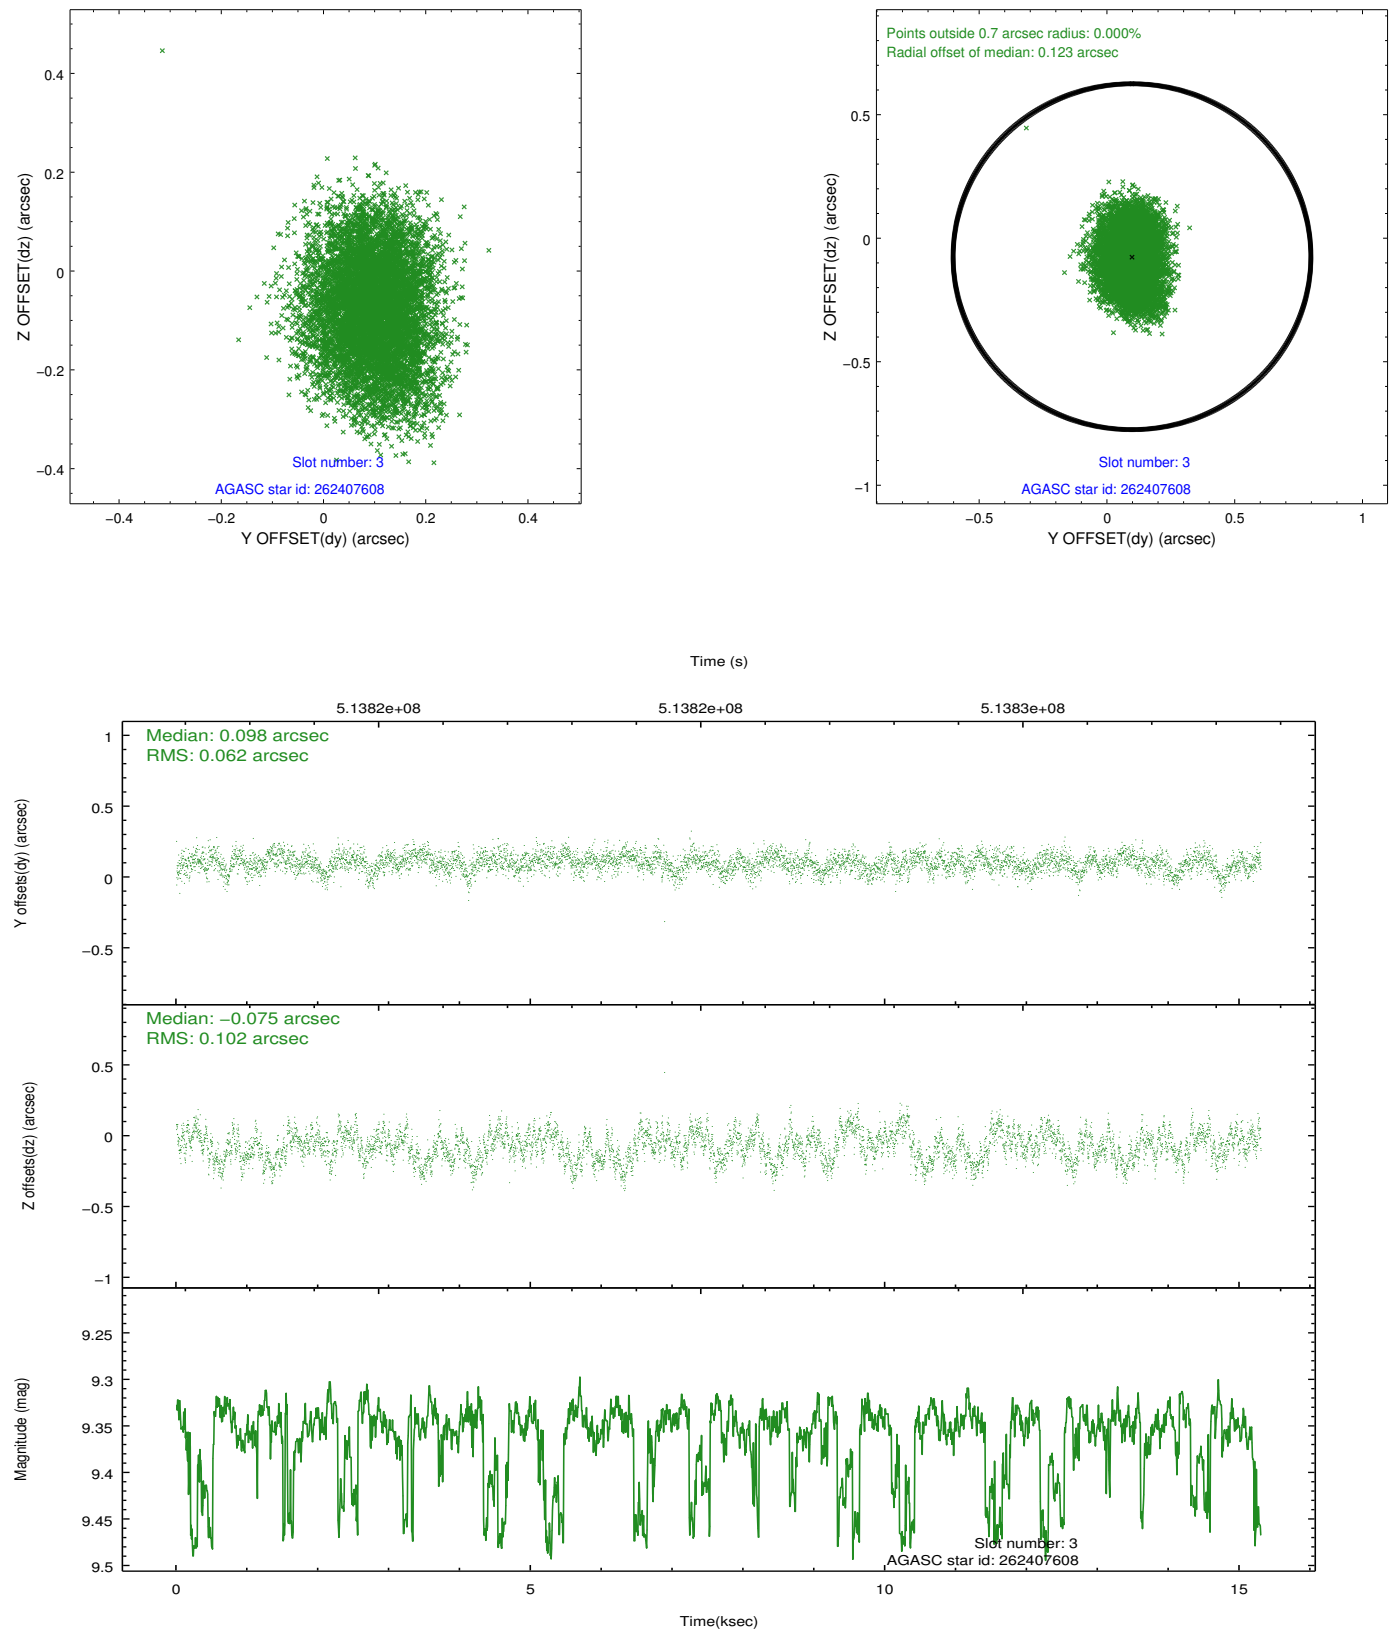 0.4
0.2
0
−0.2
−0.4
Z OFFSET(dz) (arcsec)
Slot number: 3
AGASC star id: 262407608
−0.4
−0.2
0
0.2
0.4
Y OFFSET(dy) (arcsec)
Points outside 0.7 arcsec radius: 0.000%
Radial offset of median: 0.123 arcsec
0.5
0
−0.5
−1
Z OFFSET(dz) (arcsec)
Slot number: 3
AGASC star id: 262407608
−0.5
0
0.5
1
Y OFFSET(dy) (arcsec)
Time (s)
5.1382e+08
5.1382e+08
5.1383e+08
Median: 0.098 arcsec
RMS: 0.062 arcsec
1
0.5
0
−0.5
Y offsets(dy) (arcsec)
Median: −0.075 arcsec
RMS: 0.102 arcsec
0.5
0
−0.5
−1
Z offsets(dz) (arcsec)
9.25
9.3
9.35
9.4
9.45
9.5
Magnitude (mag)
Slot number: 3
AGASC star id: 262407608
0
5
10
15
Time(ksec)